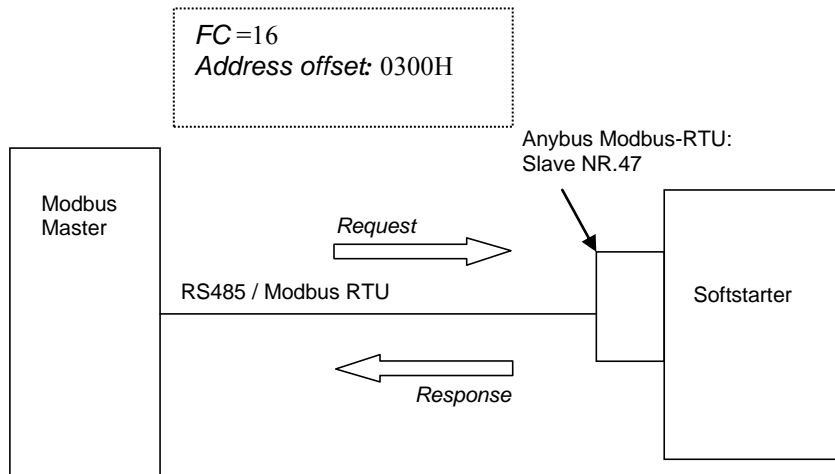 FC =16
Address offset: 0300H
Anybus Modbus-RTU:
Slave NR.47
Modbus
Master
Request
RS485 / Modbus RTU
Softstarter
Response